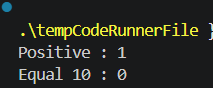 .\tempCodeRunnerFile }
Positive : 1
Equal 10 : 0